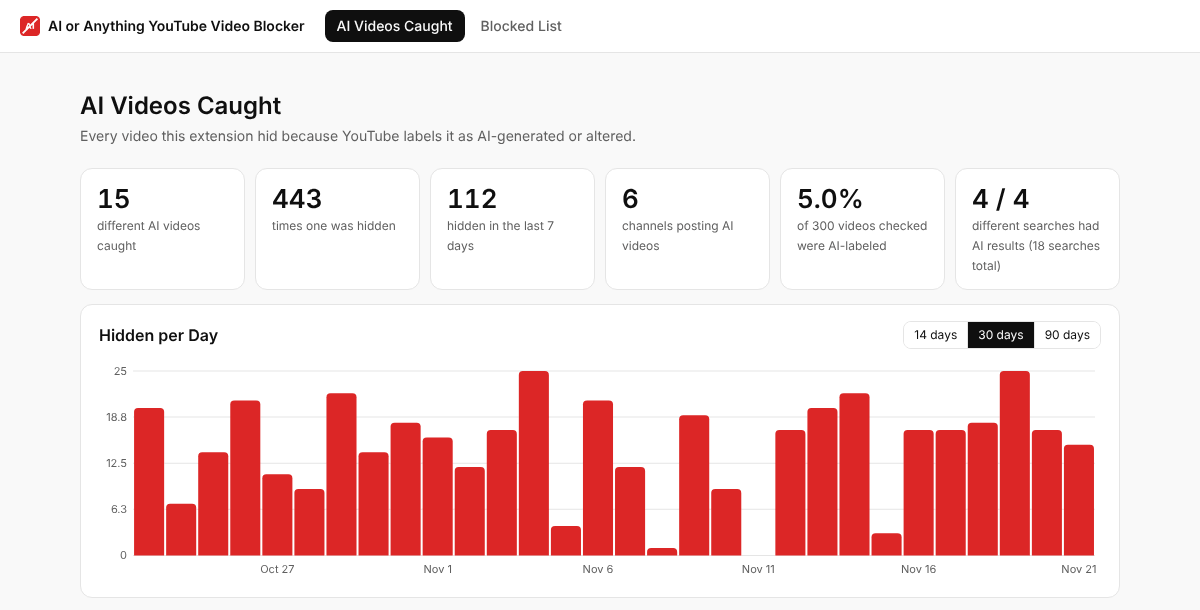 AI
AI or Anything YouTube Video Blocker
AI Videos Caught
Blocked List
AI Videos Caught
Every video this extension hid because YouTube labels it as AI-generated or altered.
15
different AI videos
caught
443
times one was hidden
112
hidden in the last 7
days
6
channels posting AI
videos
5.0%
of 300 videos checked
were AI-labeled
4 / 4
different searches had
AI results (18 searches
total)
Hidden per Day
14 days
30 days
90 days
25
18.8
12.5
6.3
0
Oct 27
Nov 1
Nov 6
Nov 11
Nov 16
Nov 21